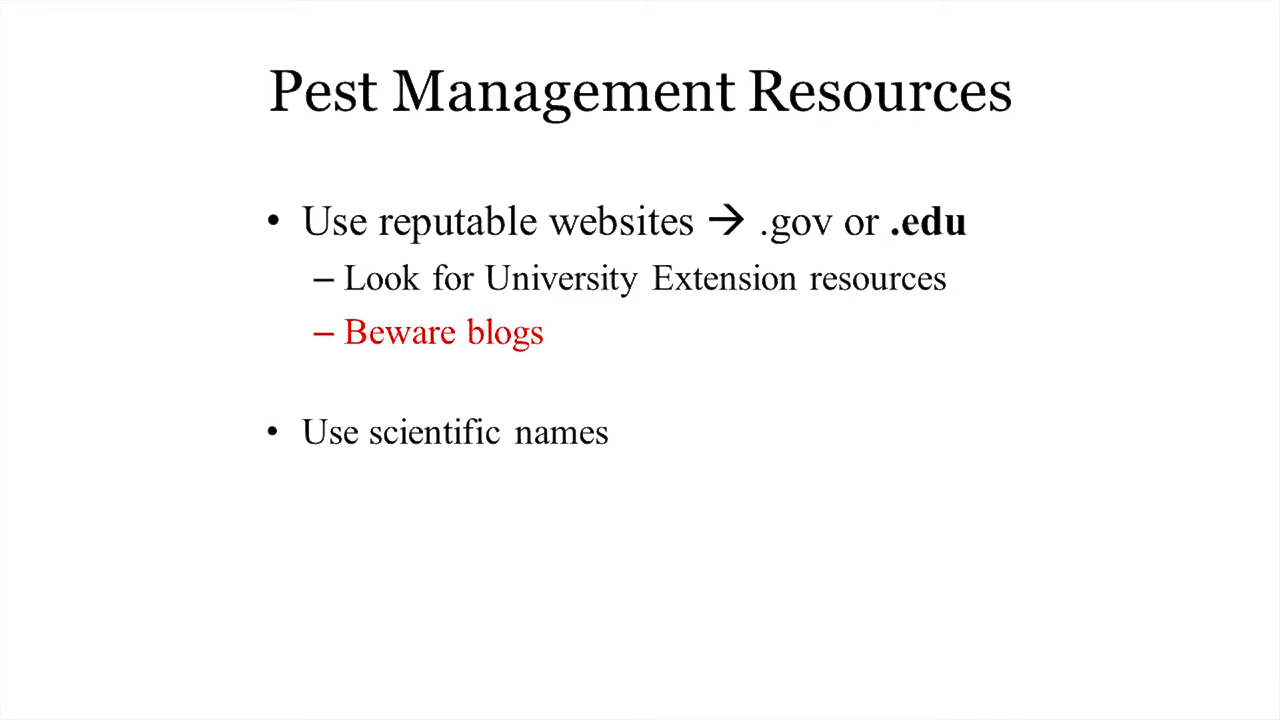 Pest Management Resources
• Use reputable websites → .gov or .edu
– Look for University Extension resources
– Beware blogs
• Use scientific names